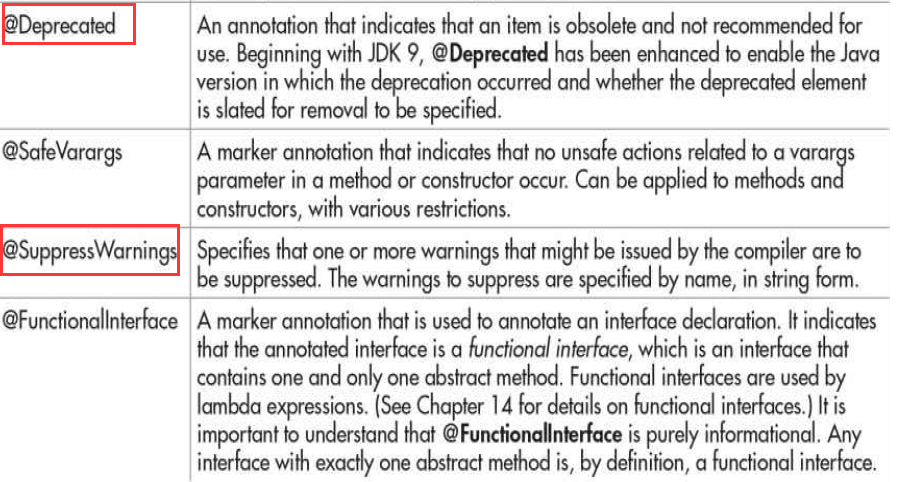 @Deprecated
An annotation that indicates that an item is obsolete and not recommended for
use. Beginning with JDK 9, @Deprecated has been enhanced to enable the Java
version in which the deprecation occurred and whether the deprecated element
is slated for removal to be specified.
@SafeVarargs
A marker annotation that indicates that no unsafe actions related to a varargs
parameter in a method or constructor occur. Can be applied to methods and
constructors, with various restrictions.
@SuppressWarnings
Specifies that one or more warnings that might be issued by the compiler are to
be suppressed. The warnings to suppress are specified by name, in string form.
@FunctionalInterface
A marker annotation that is used to annotate an interface declaration. It indicates
that the annotated interface is a functional interface, which is an interface that
contains one and only one abstract method. Functional interfaces are used by
lambda expressions. (See Chapter 14 for details on functional interfaces.) It is
important to understand that @FunctionalInterface is purely informational. Any
interface with exactly one abstract method is, by definition, a functional interface.